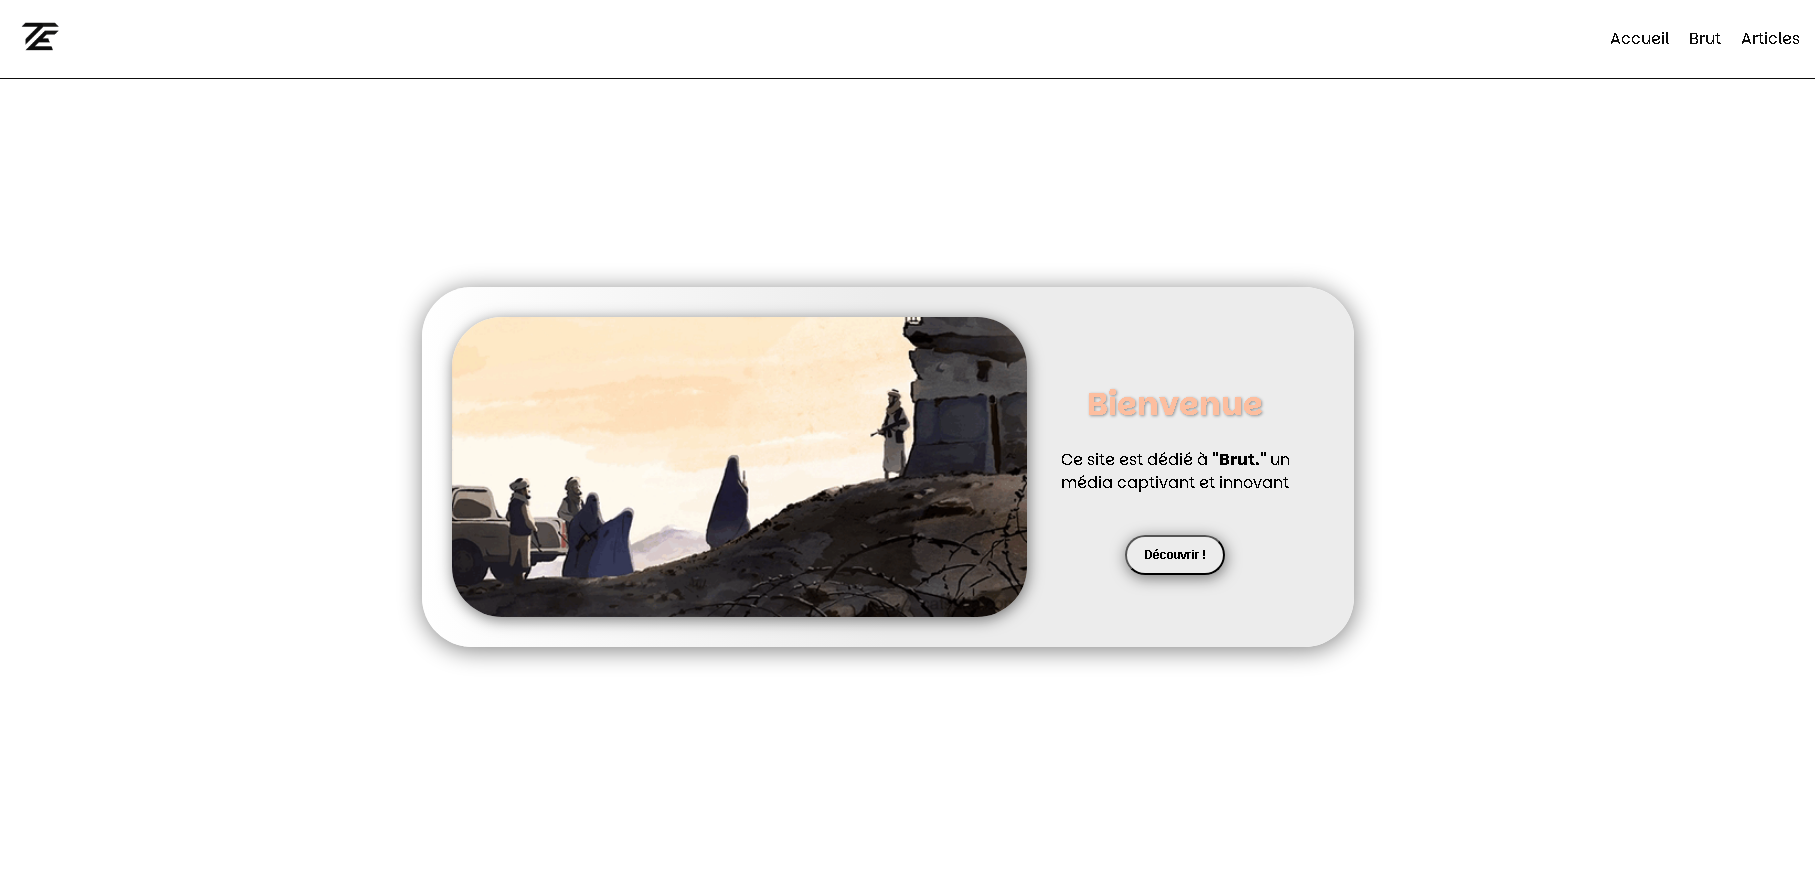 Accueil Brut Articles
Bienvenue
Ce site est dédié à "Brut." un
média captivant et innovant
Découvrir !